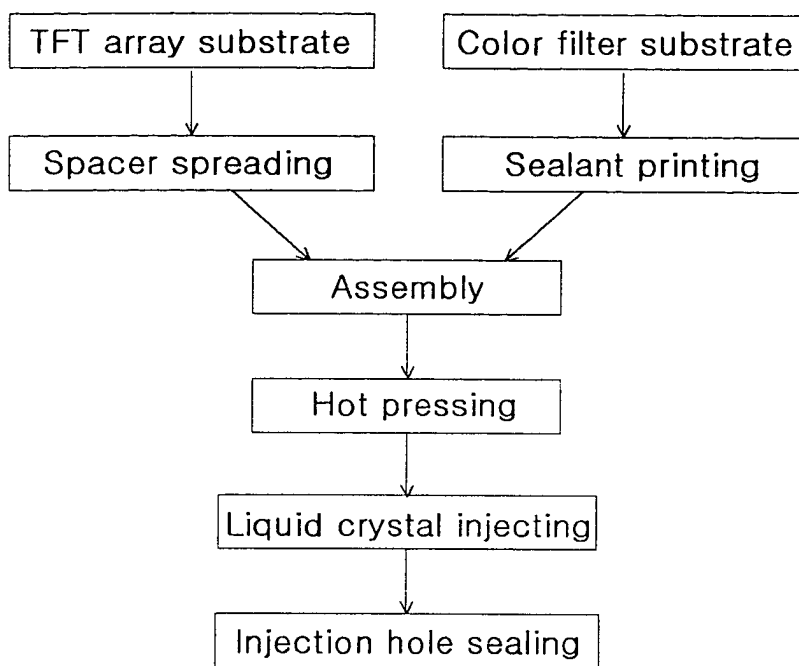 TFT array substrate
Color filter substrate
Spacer spreading
Sealant printing
Assembly
Hot pressing
Liquid crystal injecting
Injection hole sealing